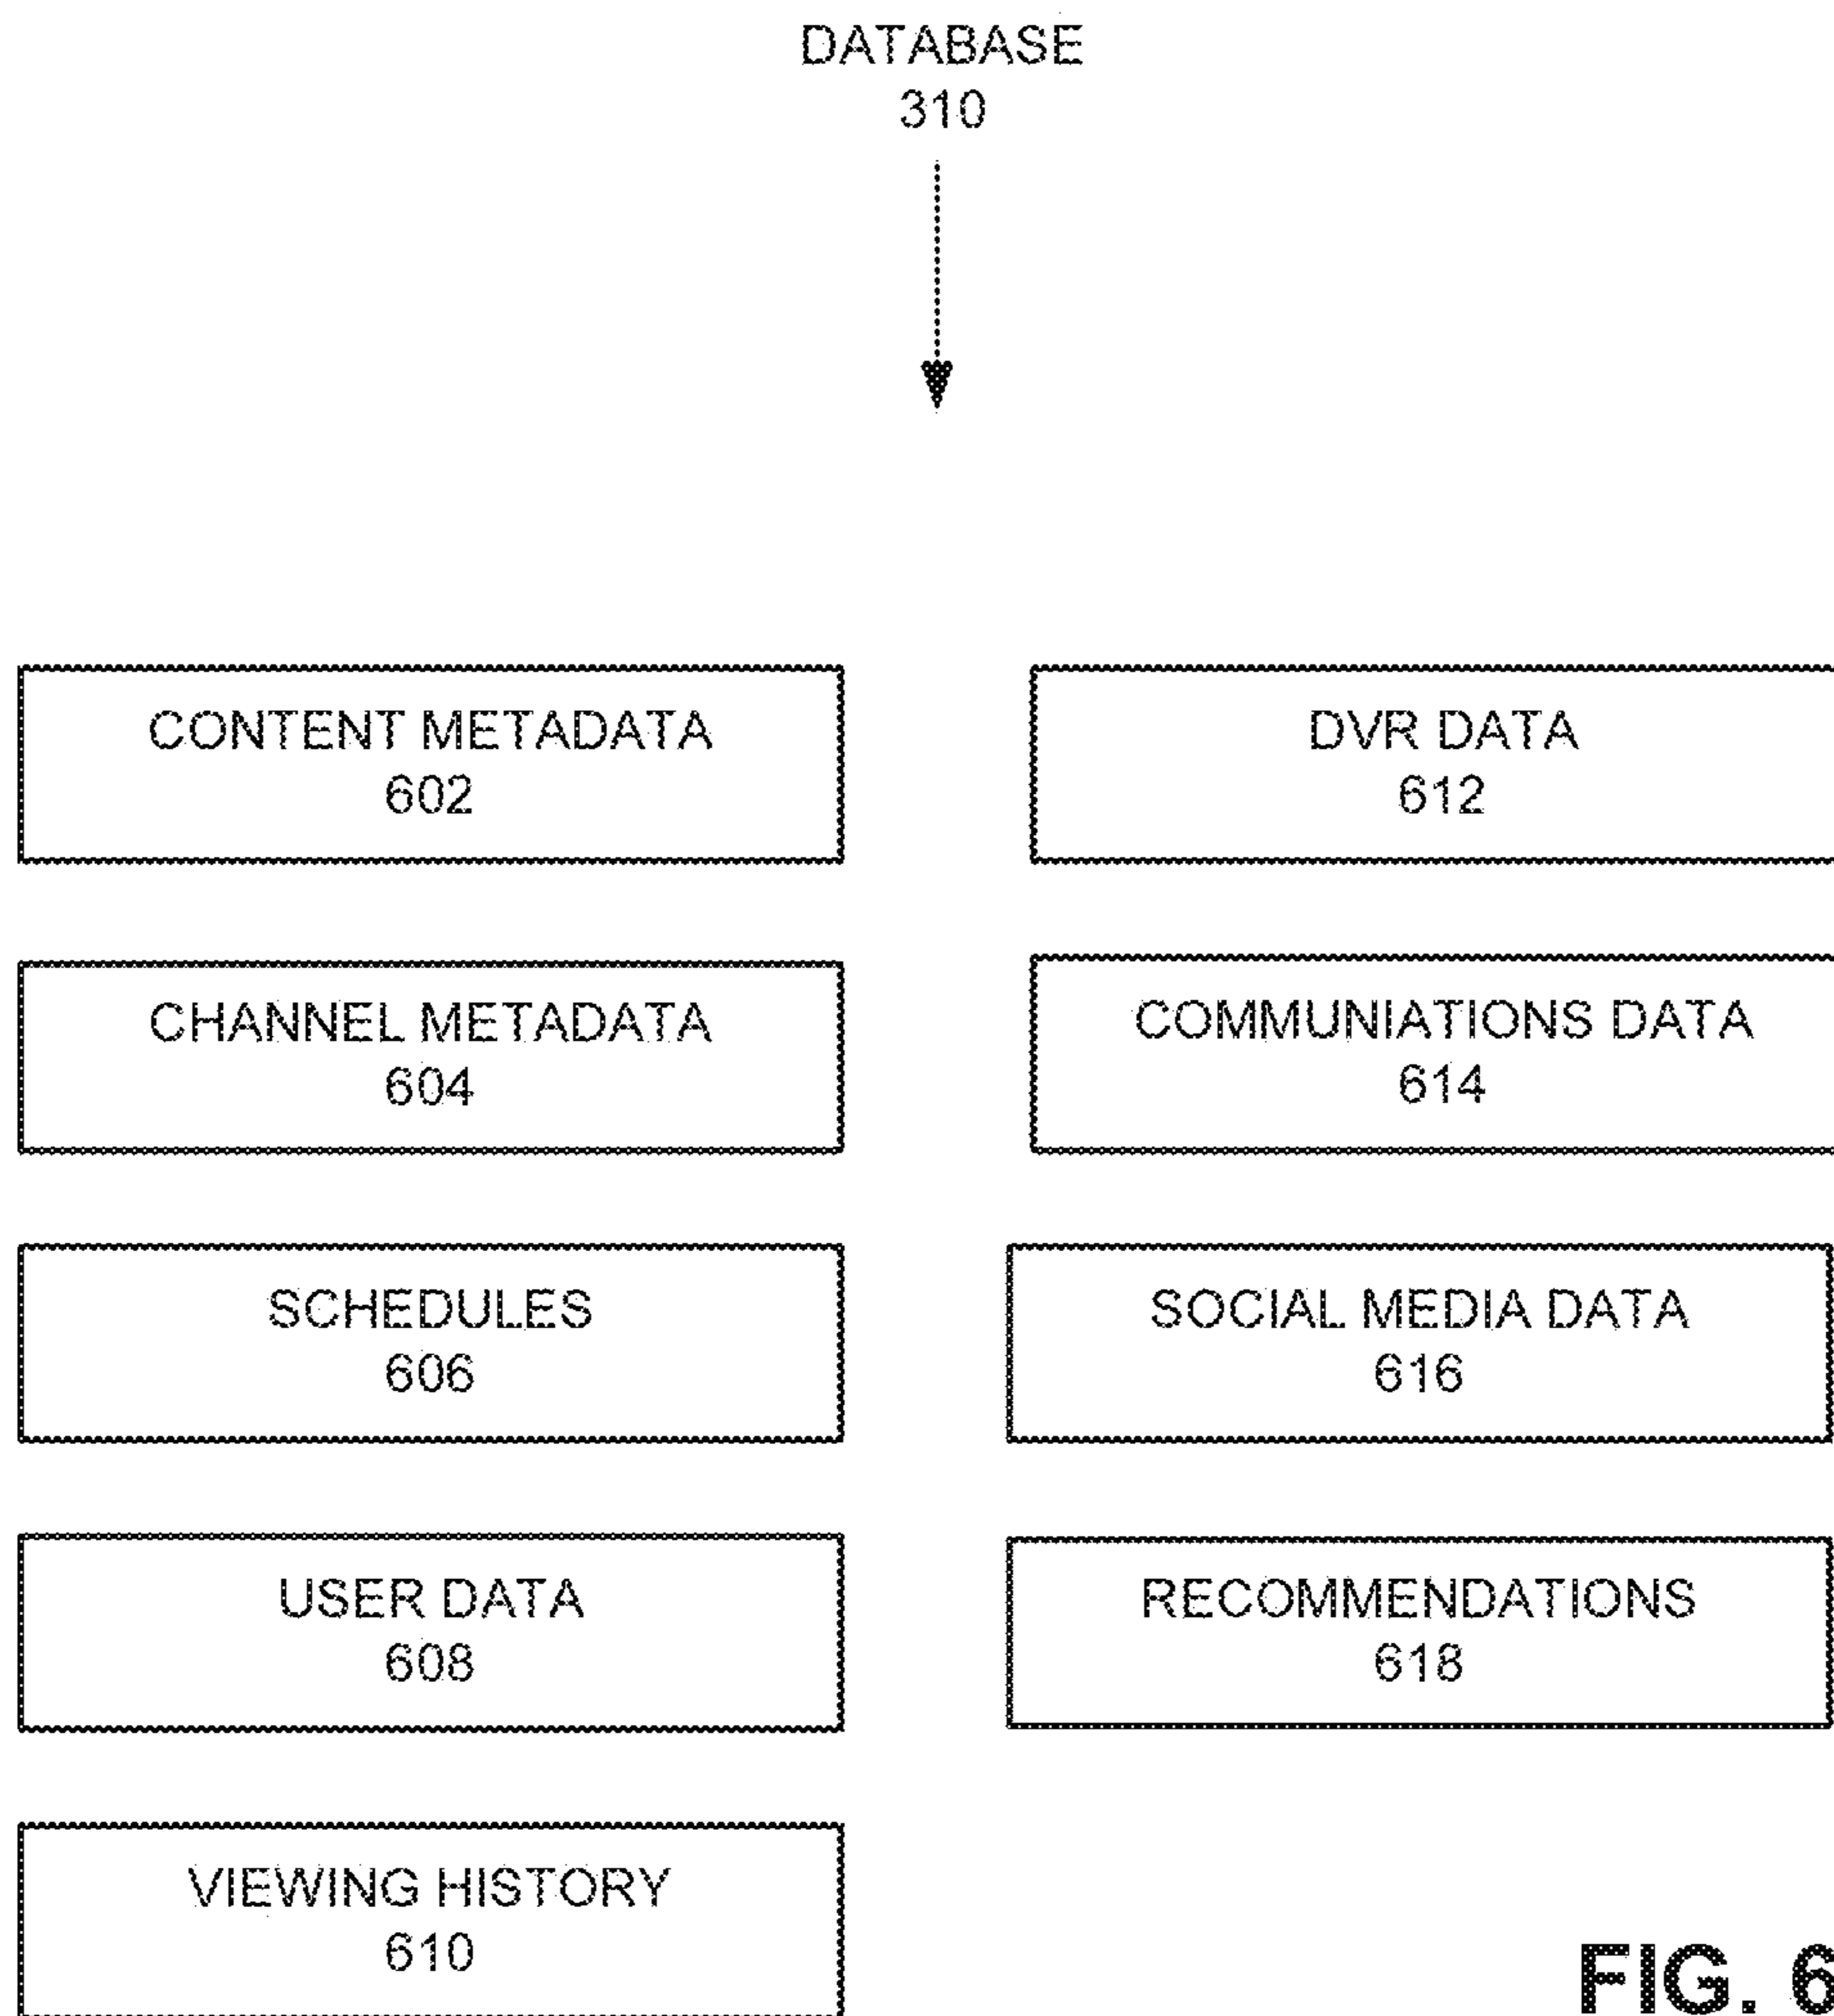 DATABASE
310
CONTENT METADATA
602
CHANNEL METADATA
604
SCHEDULES
606
USER DATA
608
VIEWING HISTORY
610
DVR DATA
612
COMMUNIATIONS DATA
614
SOCIAL MEDIA DATA
616
RECOMMENDATIONS
618
FIG. 6